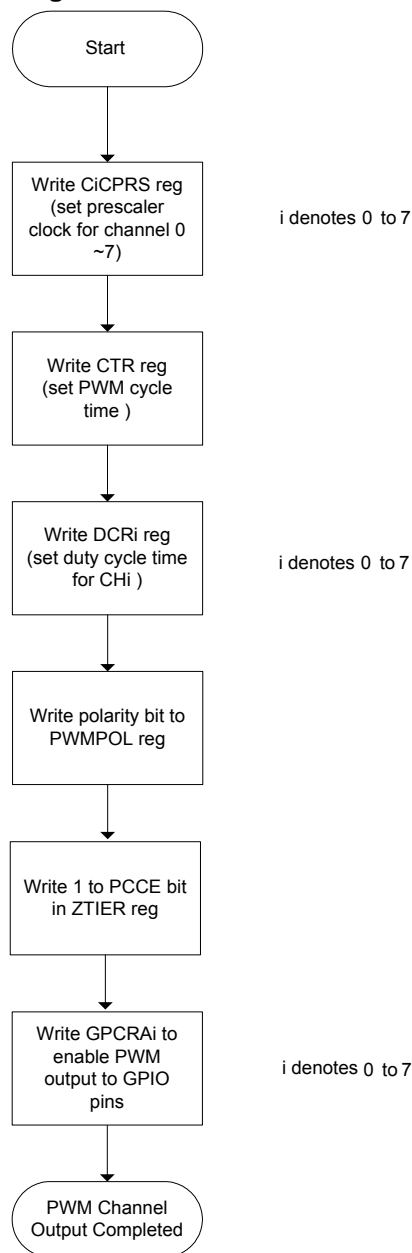 Start
Write CiCPRS reg
(set prescaler
clock for channel 0
~7)
i denotes 0 to 7
Write CTR reg
(set PWM cycle
time )
Write DCRi reg
(set duty cycle time
for CHi )
i denotes 0 to 7
Write polarity bit to
PWMPOL reg
Write 1 to PCCE bit
in ZTIER reg
Write GPCRAi to
enable PWM
output to GPIO
pins
i denotes 0 to 7
PWM Channel
Output Completed